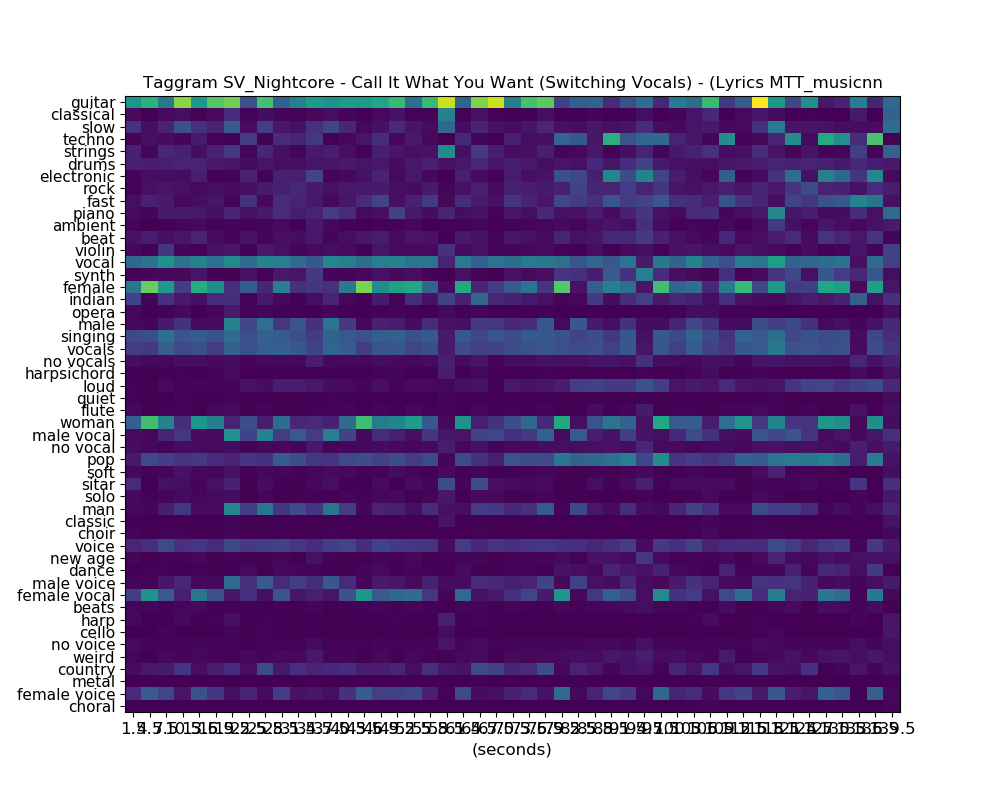 Taggram SV_Nightcore - Call It What You Want (Switching Vocals) - (Lyrics MTT_musicnn
guitar
classical
slow
techno
strings
drums
electronic
rock
fast
piano
ambient
beat
violin
vocal
synth
female
indian
opera
male
singing
vocals
no vocals
harpsichord
loud
quiet
flute
woman
male vocal
no vocal
pop
soft
sitar
solo
man
classic
choir
voice
new age
dance
male voice
female vocal
beats
harp
cello
no voice
weird
country
metal
female voice
choral
(seconds)